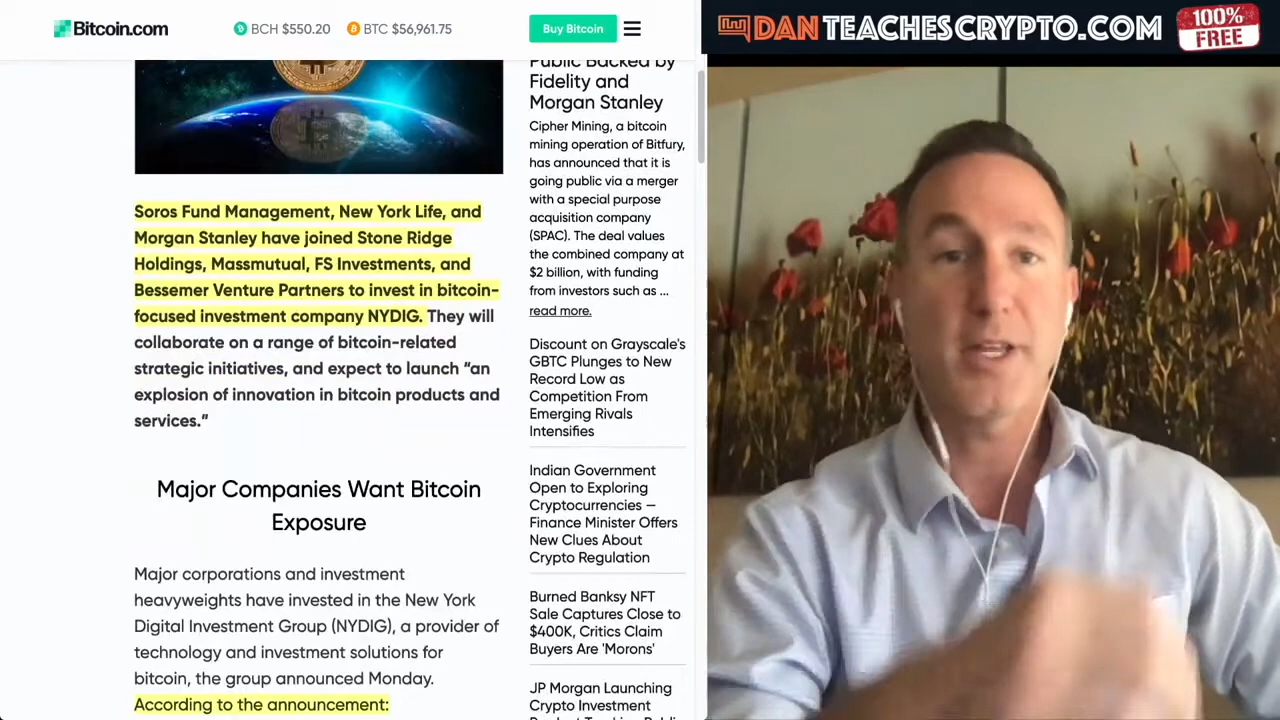 Bitcoin.com
BCH $550.20
BTC $56,961.75
Buy Bitcoin
DANTEACHESCRYPTO.COM
100%
FREE
Soros Fund Management, New York Life, and
Morgan Stanley have joined Stone Ridge
Holdings, Massmutual, FS Investments, and
Bessemer Venture Partners to invest in bitcoin-
focused investment company NYDIG. They will
collaborate on a range of bitcoin-related
strategic initiatives, and expect to launch “an
explosion of innovation in bitcoin products and
services.”
Major Companies Want Bitcoin
Exposure
Major corporations and investment
heavyweights have invested in the New York
Digital Investment Group (NYDIG), a provider of
technology and investment solutions for
bitcoin, the group announced Monday.
According to the announcement:
Public Backed by
Fidelity and
Morgan Stanley
Cipher Mining, a bitcoin
mining operation of Bitfury,
has announced that it is
going public via a merger
with a special purpose
acquisition company
(SPAC). The deal values
the combined company at
$2 billion, with funding
from investors such as ...
read more.
Discount on Grayscale's
GBTC Plunges to New
Record Low as
Competition From
Emerging Rivals
Intensifies
Indian Government
Open to Exploring
Cryptocurrencies —
Finance Minister Offers
New Clues About
Crypto Regulation
Burned Banksy NFT
Sale Captures Close to
$400K, Critics Claim
Buyers Are 'Morons'
JP Morgan Launching
Crypto Investment